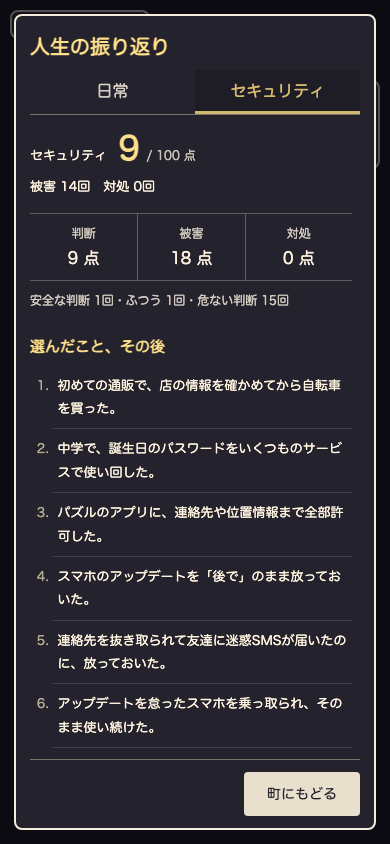 人生の振り返り
日常
セキュリティ
セキュリティ 9 / 100 点
被害 14回 対処 0回
判断 被害 対処
9 点 18 点 0 点
安全な判断 1回・ふつう 1回・危ない判断 15回
選んだこと、その後
1. 初めての通販で、店の情報を確かめてから自転車
を買った。
2. 中学で、誕生日のパスワードをいくつものサービ
スで使い回した。
3. パズルのアプリに、連絡先や位置情報まで全部許
可した。
4. スマホのアップデートを「後で」のまま放ってお
いた。
5. 連絡先を抜き取られて友達に迷惑SMSが届いたの
に、放っておいた。
6. アップデートを怠ったスマホを乗っ取られ、その
まま使い続けた。
町にもどる